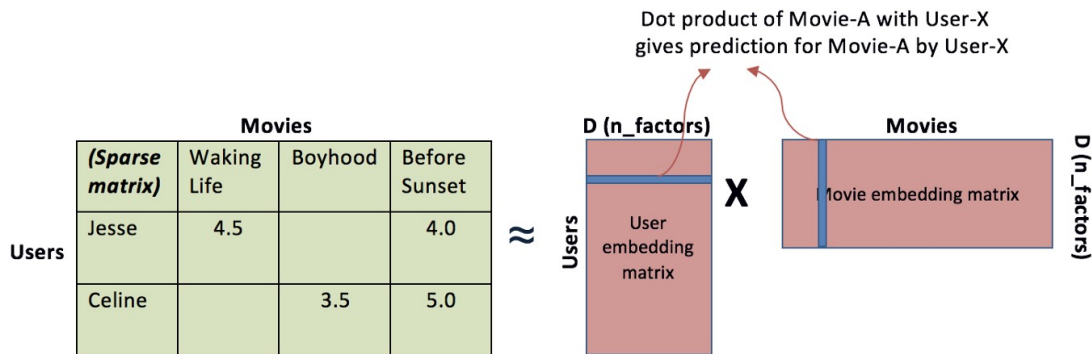 Dot product of Movie-A with User-X
gives prediction for Movie-A by User-X
Movies
(Sparse matrix) Waking Life Boyhood Before Sunset
Jesse 4.5 4.0
Celine 3.5 5.0
Users
≈
D (n_factors)
Users
User
embedding
matrix
X
Movies
Movie embedding matrix
D (n_factors)